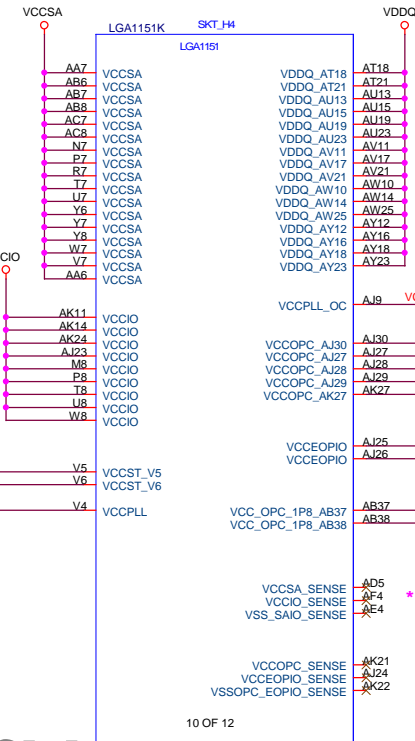 VCCSA VDDQ
LGA1151K SKT_H4
LGA1151
AA7 VCCSA VDDQ_AT18 AT18
AB6 VCCSA VDDQ_AT21 AT21
AB7 VCCSA VDDQ_AU13 AU13
AB8 VCCSA VDDQ_AU15 AU15
AC7 VCCSA VDDQ_AU19 AU19
AC8 VCCSA VDDQ_AU23 AU23
N7 VCCSA VDDQ_AV11 AV11
P7 VCCSA VDDQ_AV17 AV17
R7 VCCSA VDDQ_AV21 AV21
T7 VCCSA VDDQ_AW10 AW10
U7 VCCSA VDDQ_AW14 AW14
Y6 VCCSA VDDQ_AW25 AW25
Y7 VCCSA VDDQ_AY12 AY12
Y8 VCCSA VDDQ_AY16 AY16
W7 VCCSA VDDQ_AY18 AY18
V7 VCCSA VDDQ_AY23 AY23
AA6 VCCSA
CIO
VCCPLL_OC AJ9 VC
AK11 VCCIO
AK14 VCCIO
AK24 VCCIO VCCOPC_AJ30 AJ30
AJ23 VCCIO VCCOPC_AJ27 AJ27
M8 VCCIO VCCOPC_AJ28 AJ28
P8 VCCIO VCCOPC_AJ29 AJ29
T8 VCCIO VCCOPC_AK27 AK27
U8 VCCIO
W8 VCCIO
VCCEOPIO AJ25
VCCEOPIO AJ26
V5 VCCST_V5
V6 VCCST_V6
V4 VCCPLL VCC_OPC_1P8_AB37 AB37
VCC_OPC_1P8_AB38 AB38
VCCSA_SENSE AD5
VCCIO_SENSE AF4 *
VSS_SAIO_SENSE AE4
VCCOPC_SENSE AK21
VCCEOPIO_SENSE AJ24
VSSOPC_EOPIO_SENSE AK22
10 OF 12